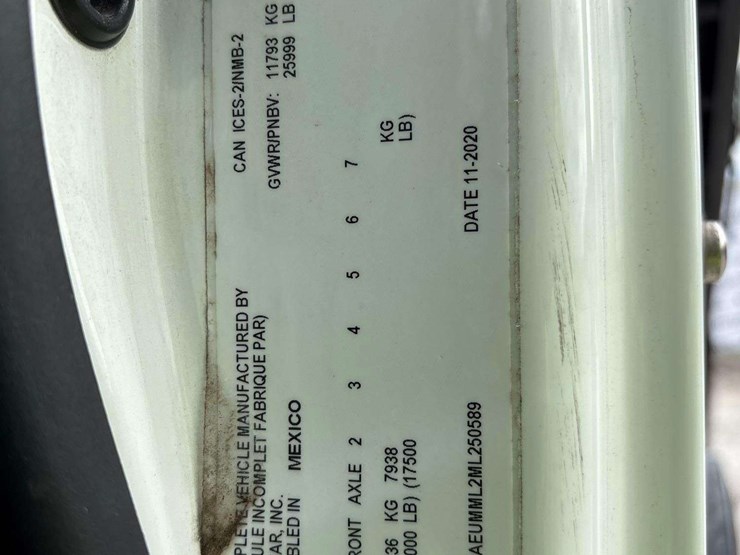 PLETE VEHICLE MANUFACTURED BY CAN ICES-2/NMB-2
ULE INCOMPLET FABRIQUE PAR)
AR, INC. GVWR/PNBV: 11793 KG
BLED IN MEXICO 25999 LB
RONT AXLE 2 3 4 5 6 7
36 KG 7938 KG
000 LB) (17500 LB)
AEUMML2ML250589 DATE 11-2020